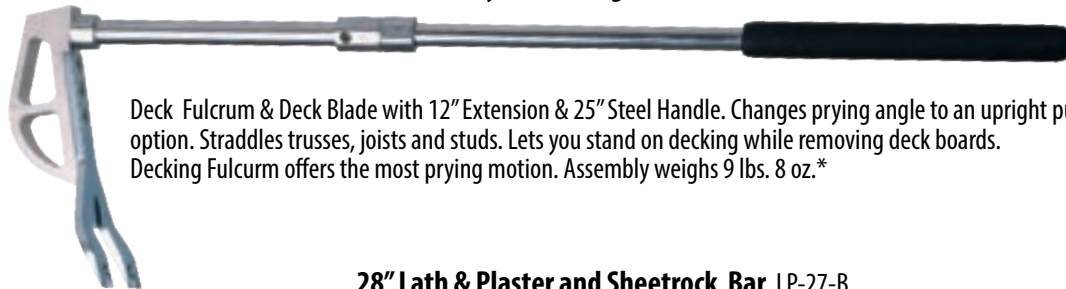 Deck Fulcrum & Deck Blade with 12” Extension & 25” Steel Handle. Changes prying angle to an upright
option. Straddles trusses, joists and studs. Lets you stand on decking while removing deck boards.
Decking Fulcurm offers the most prying motion. Assembly weighs 9 lbs. 8 oz.*
28” Lath & Plaster and Sheetrock Bar LP-27-B